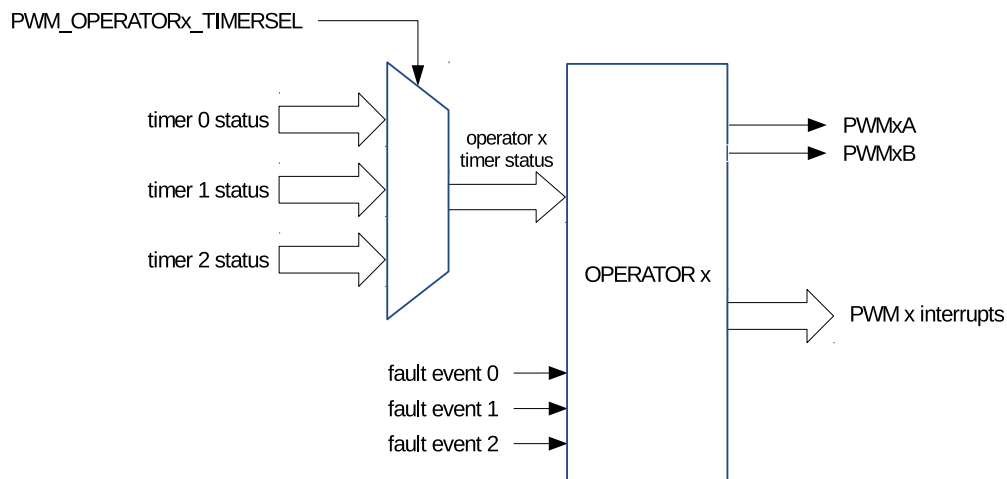 PWM_OPERATORx_TIMERSEL
timer 0 status
timer 1 status
timer 2 status
operator x
timer status
PWMxA
PWMxB
OPERATOR x
PWM x interrupts
fault event 0
fault event 1
fault event 2